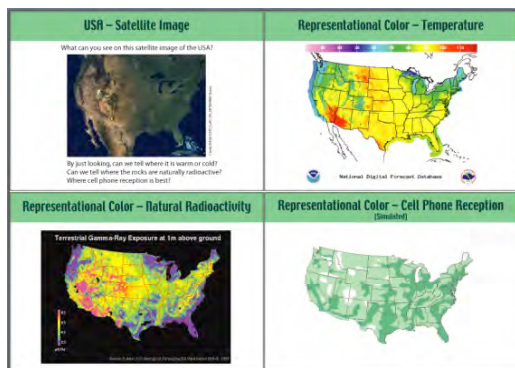 USA – Satellite Image
What can you see on this satellite image of the USA?
By just looking, can we tell where it is warm or cold?
Can we tell where the rocks are naturally radioactive?
Where cell phone reception is best?
Representational Color – Temperature
National Digital Forecast Database
Representational Color – Natural Radioactivity
Terrestrial Gamma-Ray Exposure at 1m above ground
Representational Color – Cell Phone Reception
(Simulated)